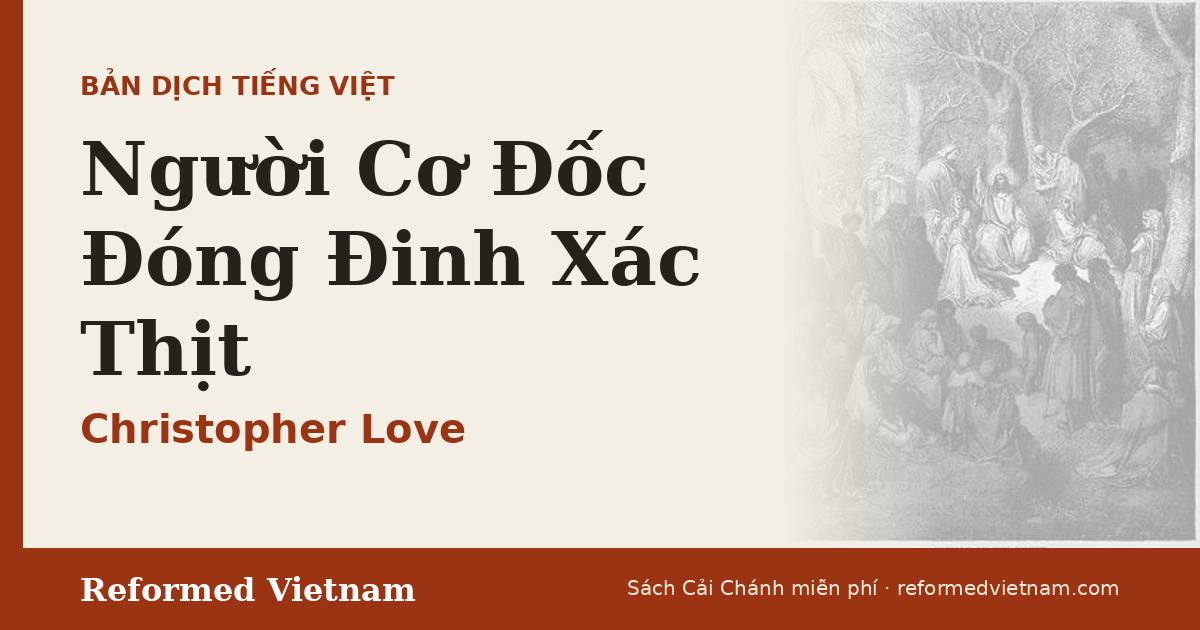 BẢN DỊCH TIẾNG VIỆT
Người Cơ Đốc
Đóng Đinh Xác
Thịt
Christopher Love
Reformed Vietnam
Sách Cải Chánh miễn phí · reformedvietnam.com